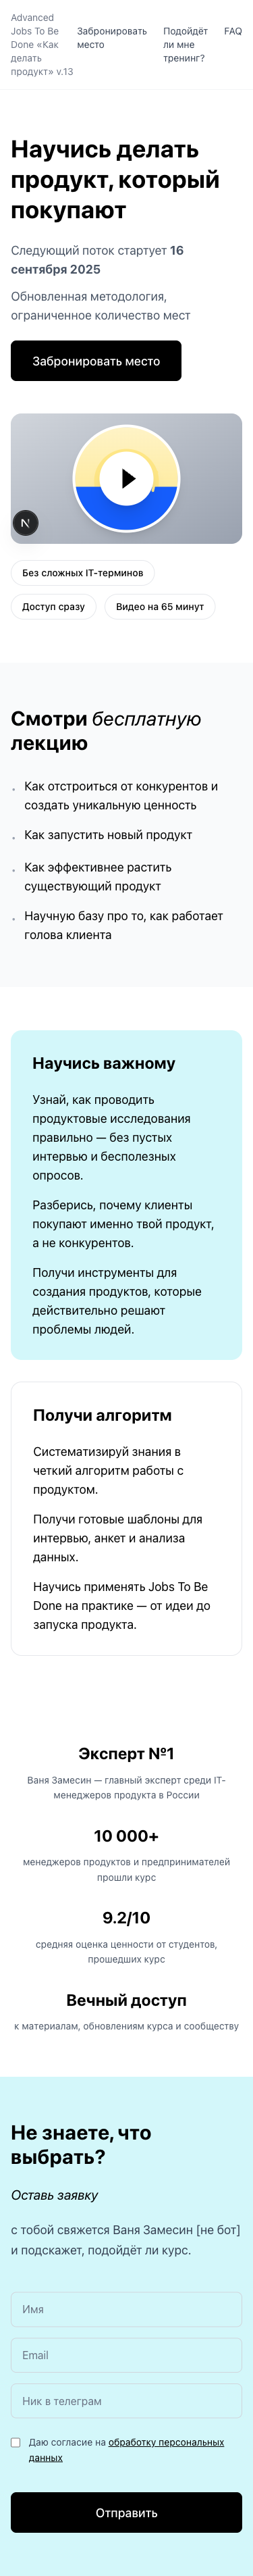 Advanced
Jobs To Be
Done «Как
делать
продукт» v.13
Забронировать
место
Подойдёт
ли мне
тренинг?
FAQ
Научись делать
продукт, который
покупают
Следующий поток стартует 16
сентября 2025
Обновленная методология,
ограниченное количество мест
Забронировать место
N
Без сложных IT-терминов
Доступ сразу
Видео на 65 минут
Смотри бесплатную
лекцию
Как отстроиться от конкурентов и
создать уникальную ценность
Как запустить новый продукт
Как эффективнее растить
существующий продукт
Научную базу про то, как работает
голова клиента
Научись важному
Узнай, как проводить
продуктовые исследования
правильно — без пустых
интервью и бесполезных
опросов.
Разберись, почему клиенты
покупают именно твой продукт,
а не конкурентов.
Получи инструменты для
создания продуктов, которые
действительно решают
проблемы людей.
Получи алгоритм
Систематизируй знания в
четкий алгоритм работы с
продуктом.
Получи готовые шаблоны для
интервью, анкет и анализа
данных.
Научись применять Jobs To Be
Done на практике — от идеи до
запуска продукта.
Эксперт №1
Ваня Замесин — главный эксперт среди IT-
менеджеров продукта в России
10 000+
менеджеров продуктов и предпринимателей
прошли курс
9.2/10
средняя оценка ценности от студентов,
прошедших курс
Вечный доступ
к материалам, обновлениям курса и сообществу
Не знаете, что
выбрать?
Оставь заявку
с тобой свяжется Ваня Замесин [не бот]
и подскажет, подойдёт ли курс.
Имя
Email
Ник в телеграм
Даю согласие на обработку персональных
данных
Отправить